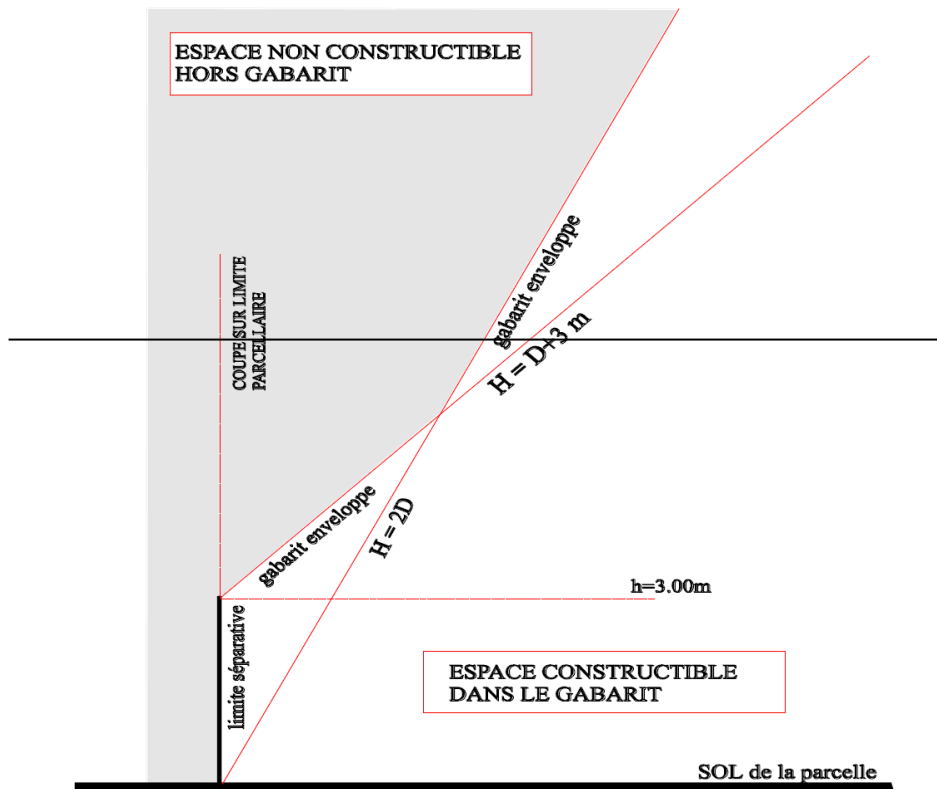 ESPACE NON CONSTRUCTIBLE
HORS GABARIT
COUPE SUR LIMITE
PARCELLAIRE
gabarit enveloppe
H = D+3 m
gabarit enveloppe
H = 2D
h=3.00m
limite séparative
ESPACE CONSTRUCTIBLE
DANS LE GABARIT
SOL de la parcelle